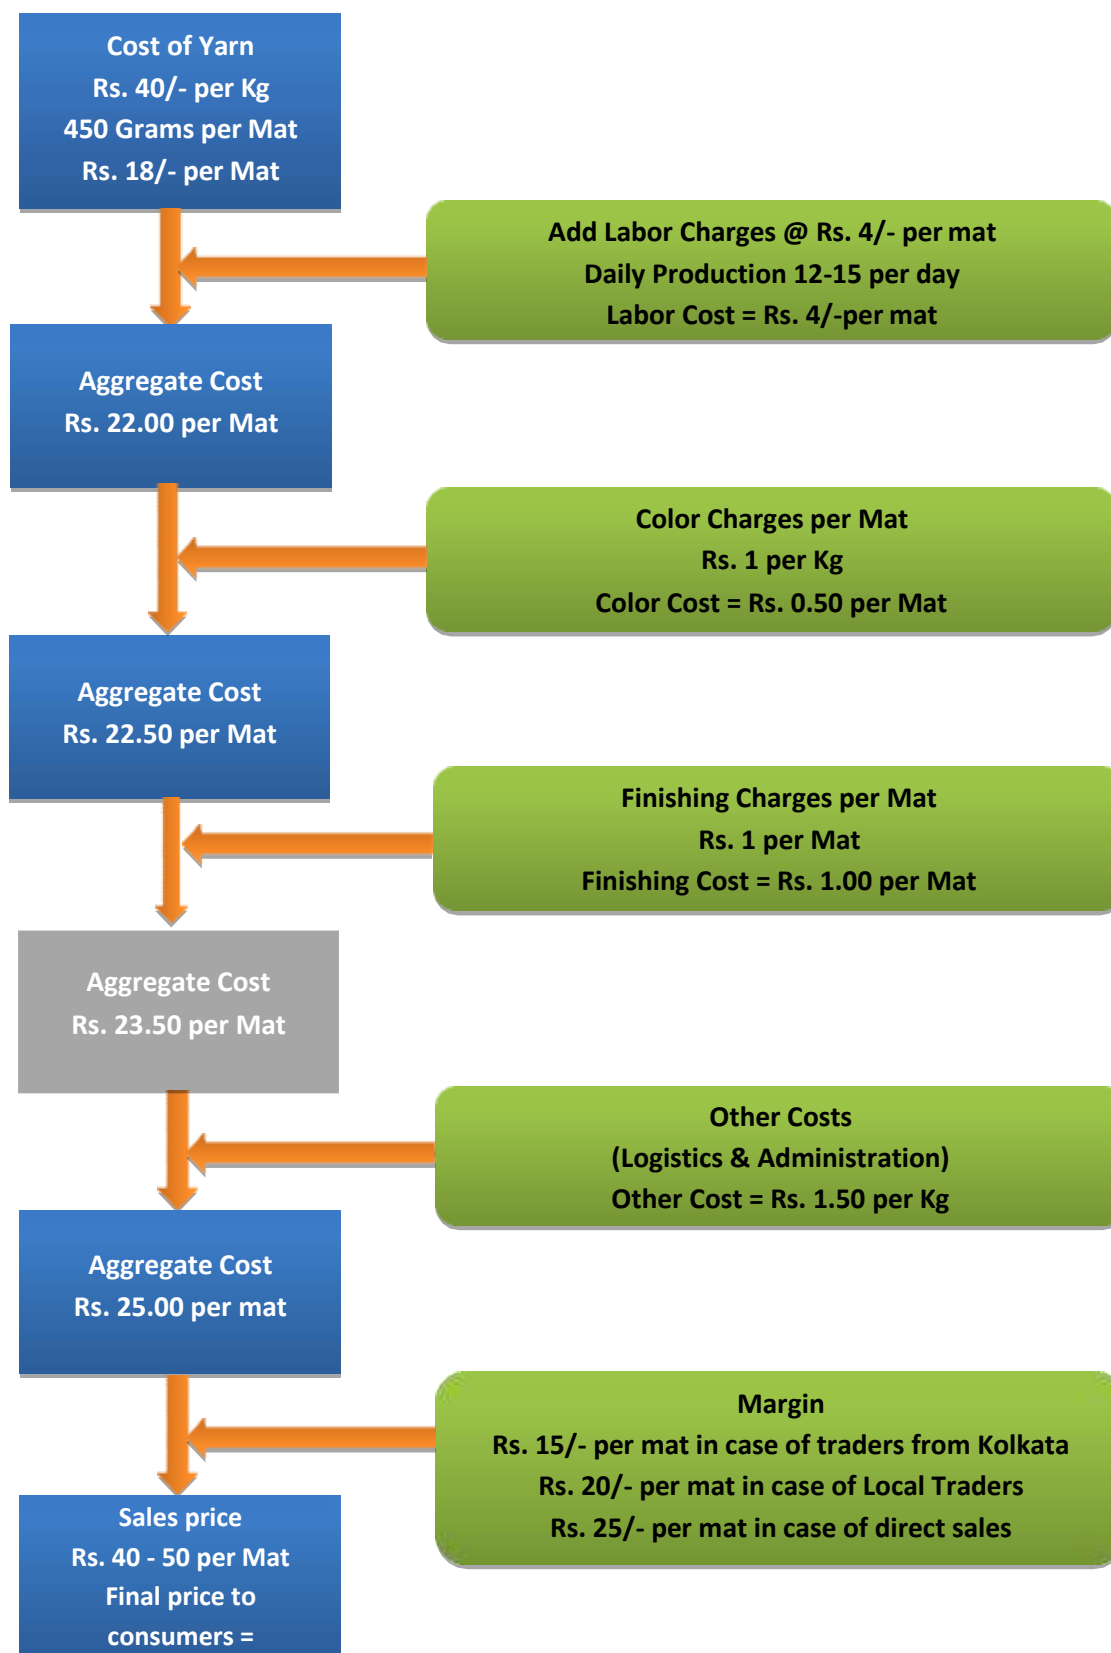 Cost of Yarn
Rs. 40/- per Kg
450 Grams per Mat
Rs. 18/- per Mat
Add Labor Charges @ Rs. 4/- per mat
Daily Production 12-15 per day
Labor Cost = Rs. 4/-per mat
Aggregate Cost
Rs. 22.00 per Mat
Color Charges per Mat
Rs. 1 per Kg
Color Cost = Rs. 0.50 per Mat
Aggregate Cost
Rs. 22.50 per Mat
Finishing Charges per Mat
Rs. 1 per Mat
Finishing Cost = Rs. 1.00 per Mat
Aggregate Cost
Rs. 23.50 per Mat
Other Costs
(Logistics & Administration)
Other Cost = Rs. 1.50 per Kg
Aggregate Cost
Rs. 25.00 per mat
Margin
Rs. 15/- per mat in case of traders from Kolkata
Rs. 20/- per mat in case of Local Traders
Rs. 25/- per mat in case of direct sales
Sales price
Rs. 40 - 50 per Mat
Final price to
consumers =